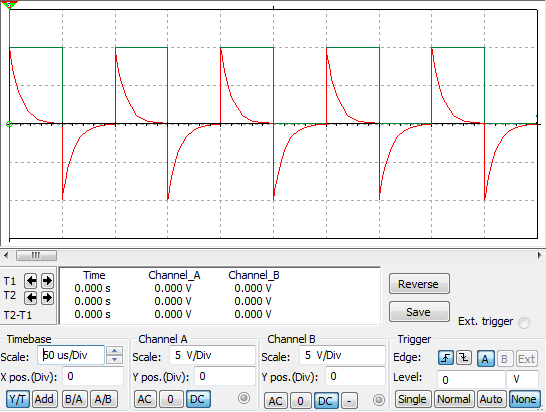 Time Channel_A Channel_B
T1 0.000 s 0.000 V 0.000 V
T2 0.000 s 0.000 V 0.000 V
T2-T1 0.000 s 0.000 V 0.000 V
Reverse
Save
Ext. trigger
Timebase
Scale: 50 us/Div
X pos.(Div): 0
Y/T Add B/A A/B
Channel A
Scale: 5 V/Div
Y pos.(Div): 0
AC 0 DC
Channel B
Scale: 5 V/Div
Y pos.(Div): 0
AC 0 DC -
Trigger
Edge: A B Ext
Level: 0 V
Single Normal Auto None